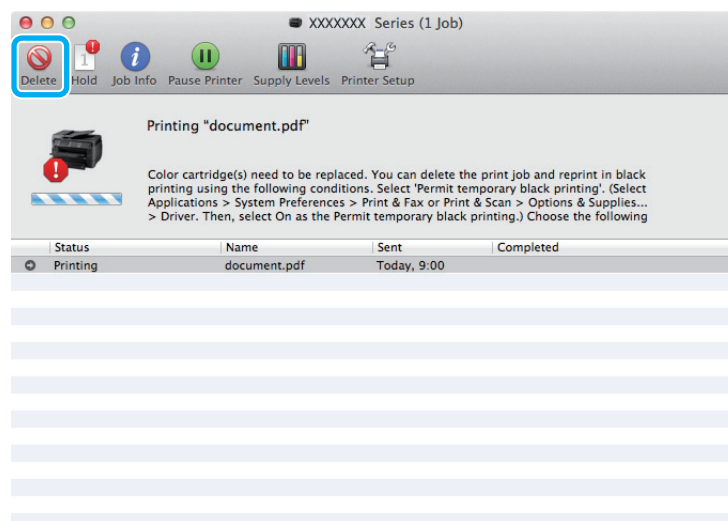 XXXXXXX Series (1 Job)
1
Delete Hold Job Info Pause Printer Supply Levels Printer Setup
Printing "document.pdf"
Color cartridge(s) need to be replaced. You can delete the print job and reprint in black
printing using the following conditions. Select 'Permit temporary black printing'. (Select
Applications > System Preferences > Print & Fax or Print & Scan > Options & Supplies...
> Driver. Then, select On as the Permit temporary black printing.) Choose the following
Status Name Sent Completed
Printing document.pdf Today, 9:00